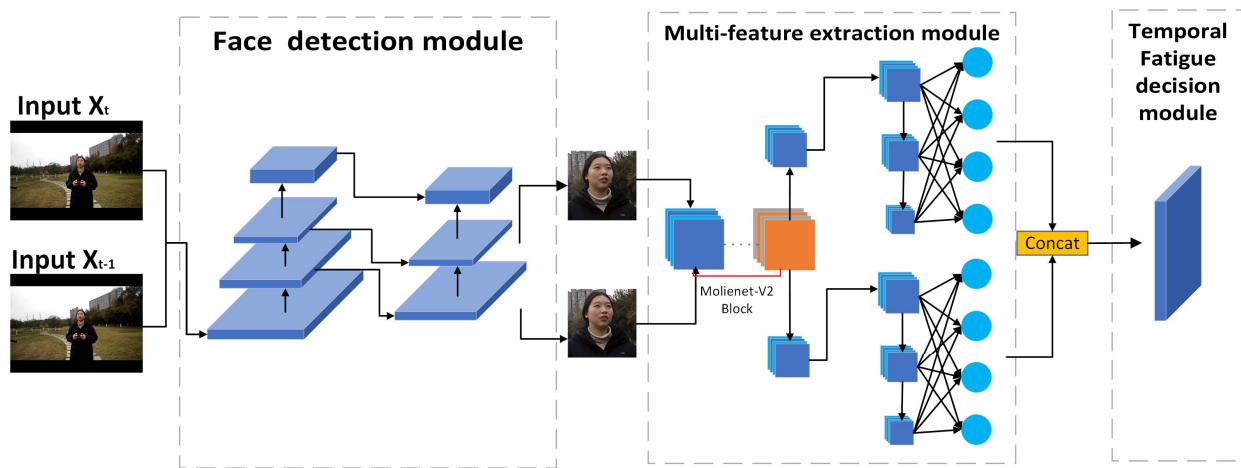 Face detection module
Multi-feature extraction module
Temporal
Fatigue
decision
module
Input Xt
Input Xt-1
Molienet-V2
Block
Concat